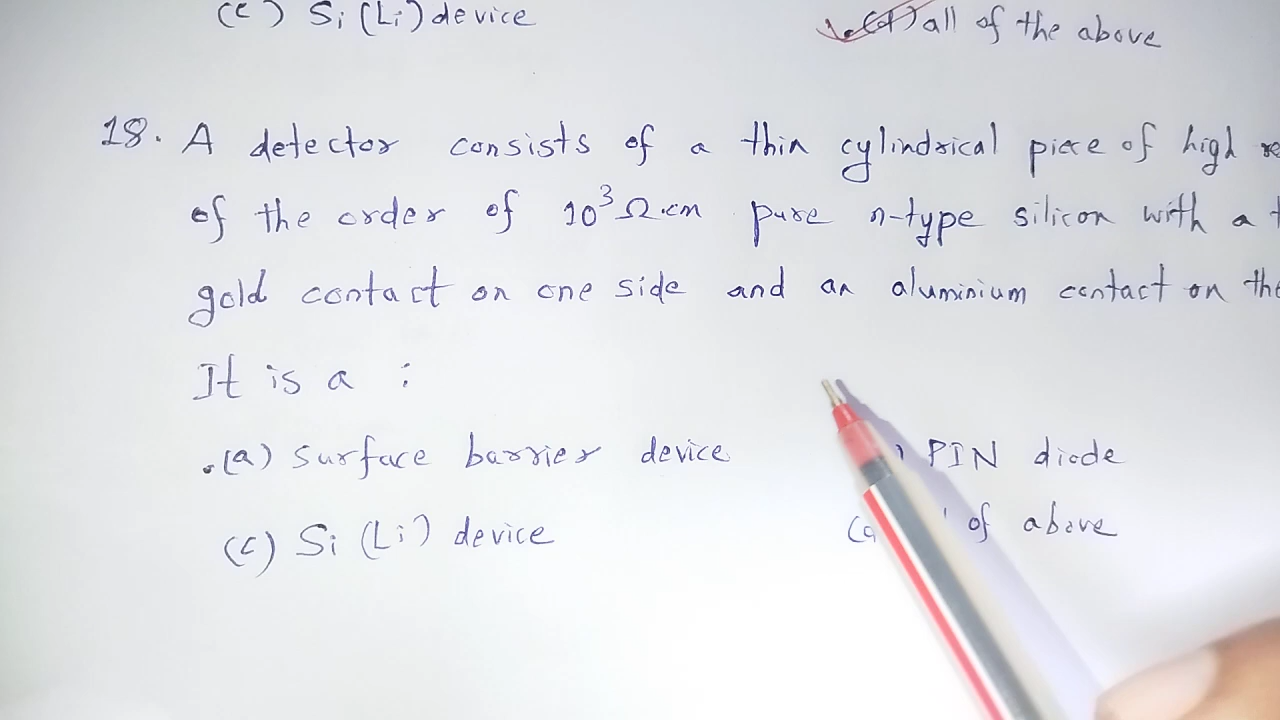 (c) Si (Li) device
(d) all of the above
18. A detector consists of a thin cylindrical piece of high
of the order of 10³ Ω.cm pure n-type silicon with a
gold contact on one side and an aluminium contact on the
It is a :
.(a) surface barrier device
) PIN diode
(c) Si (Li) device
of above